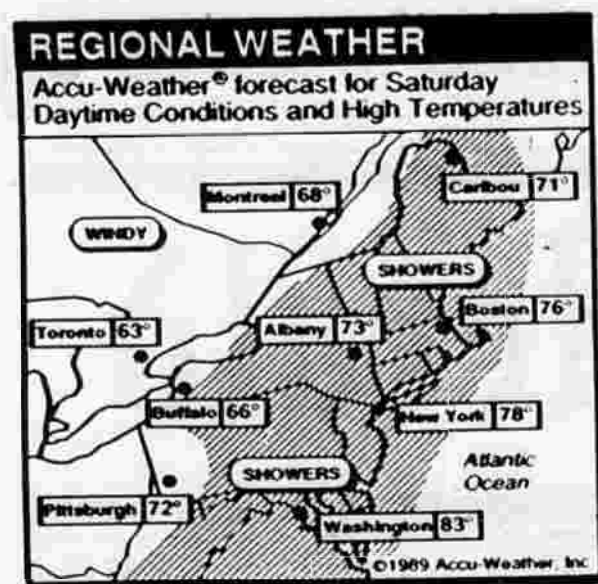 REGIONAL WEATHER
Accu-Weather® forecast for Saturday
Daytime Conditions and High Temperatures
Caribou 71°
Montreal 68°
WINDY
SHOWERS
Boston 76°
Toronto 63°
Albany 73°
Buffalo 66°
New York 78°
Atlantic
Ocean
SHOWERS
Pittsburgh 72°
Washington 83°
©1989 Accu-Weather, Inc